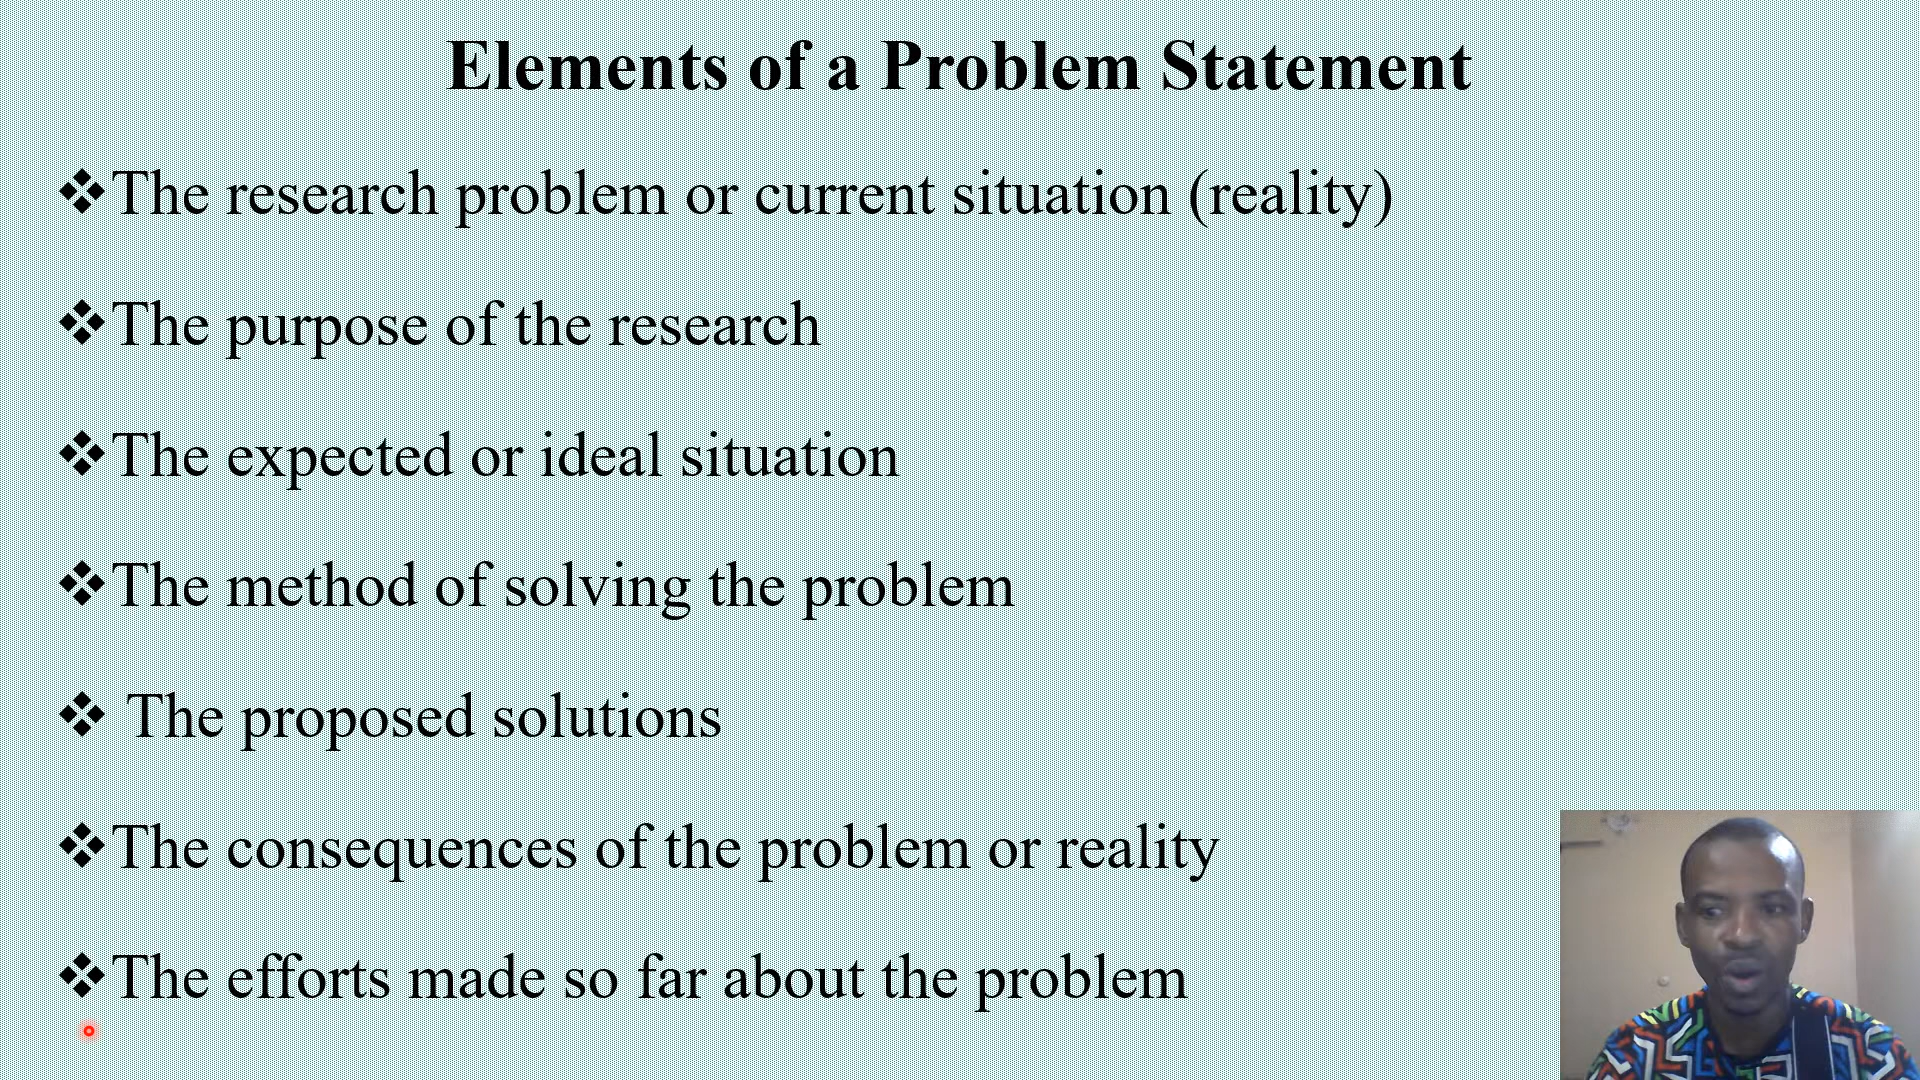 Elements of a Problem Statement
❖The research problem or current situation (reality)
❖The purpose of the research
❖The expected or ideal situation
❖The method of solving the problem
❖ The proposed solutions
❖The consequences of the problem or reality
❖The efforts made so far about the problem